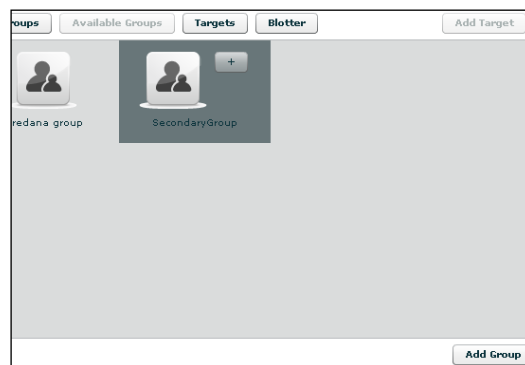 roups Available Groups Targets Blotter Add Target
+
redana group SecondaryGroup
Add Group